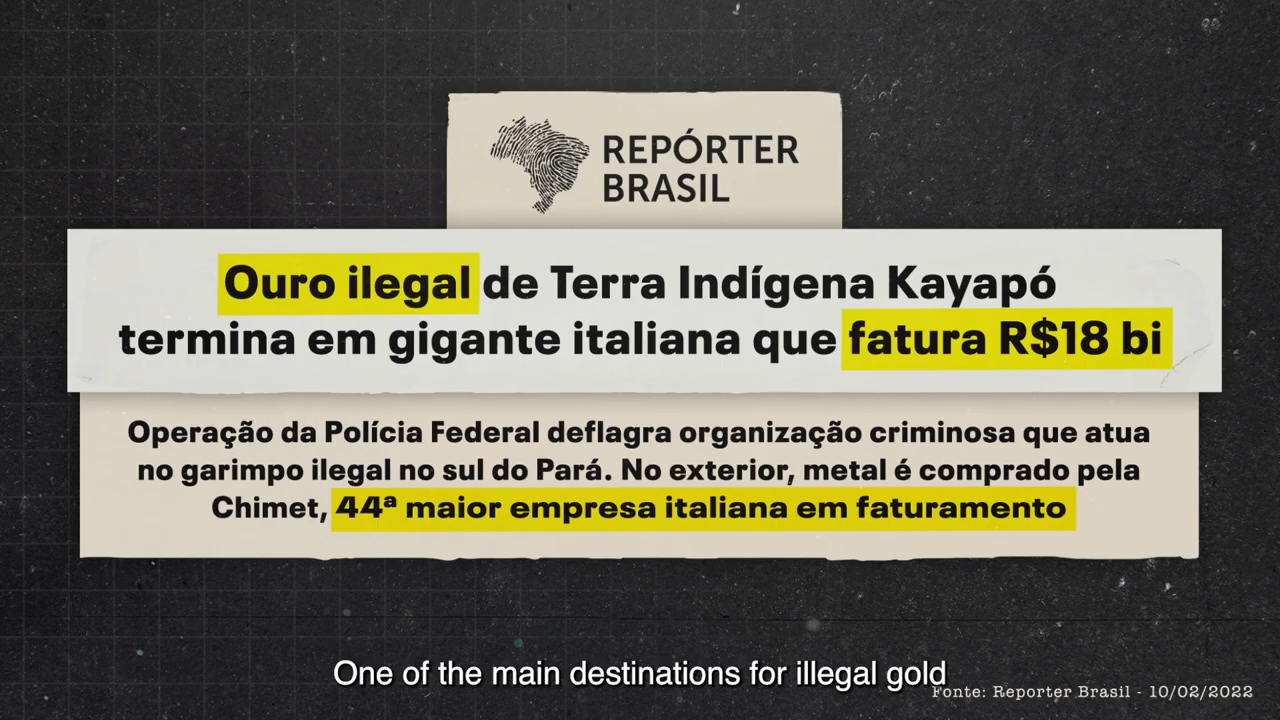 REPÓRTER
BRASIL
Ouro ilegal de Terra Indígena Kayapó
termina em gigante italiana que fatura R$18 bi
Operação da Polícia Federal deflagra organização criminosa que atua
no garimpo ilegal no sul do Pará. No exterior, metal é comprado pela
Chimet, 44ª maior empresa italiana em faturamento
One of the main destinations for illegal gold
Fonte: Reporter Brasil - 10/02/2022